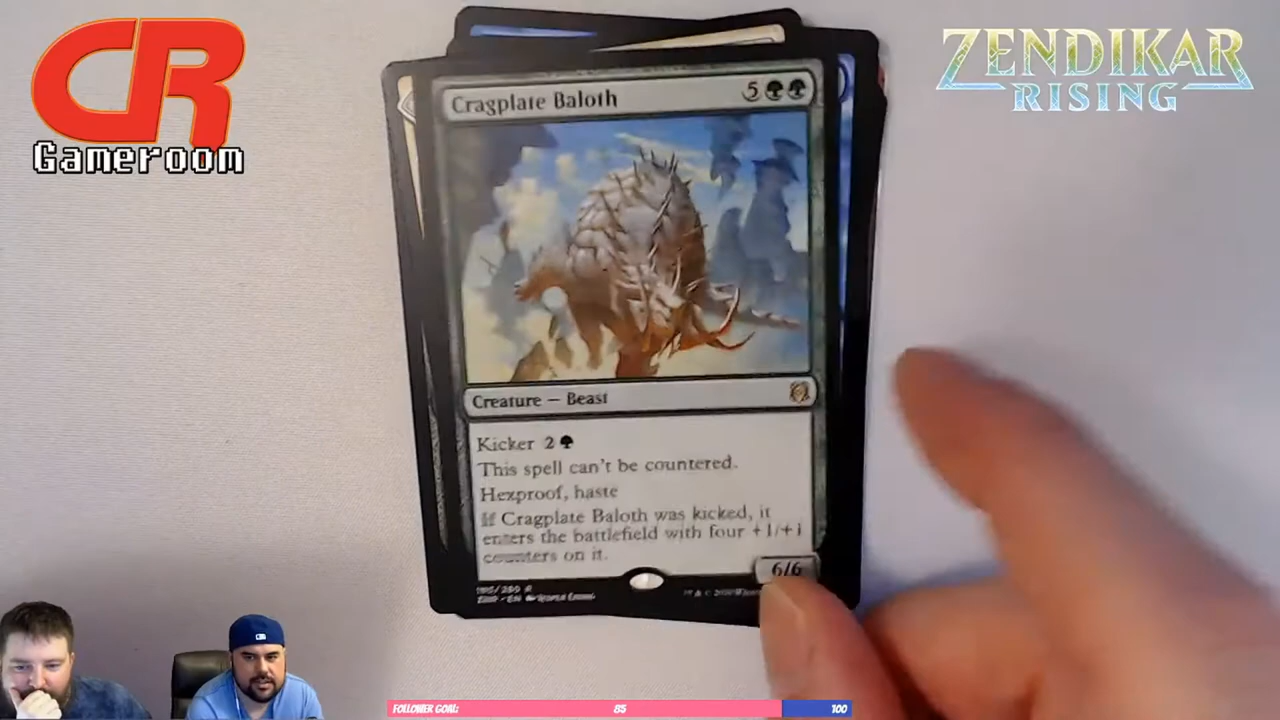 CR
Gameroom
ZENDIKAR
RISING
Cragplate Baloth
5
Creature — Beast
Kicker 2
This spell can't be countered.
Hexproof, haste
If Cragplate Baloth was kicked, it
enters the battlefield with four +1/+1
counters on it.
6/6
FOLLOWER GOAL:
85
100